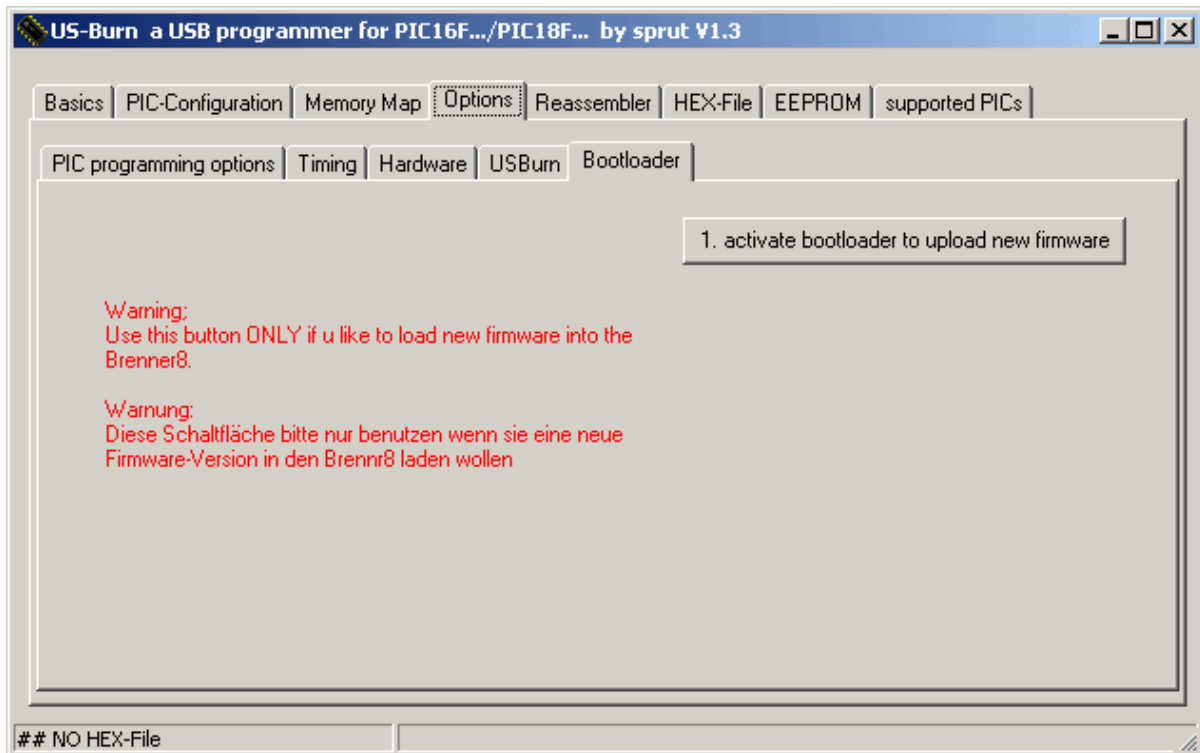 US-Burn a USB programmer for PIC16F.../PIC18F... by sprut V1.3
Basics PIC-Configuration Memory Map Options Reassembler HEX-File EEPROM supported PICs
PIC programming options Timing Hardware USBurn Bootloader
1. activate bootloader to upload new firmware
Warning;
Use this button ONLY if u like to load new firmware into the
Brenner8.
Warnung:
Diese Schaltfläche bitte nur benutzen wenn sie eine neue
Firmware-Version in den Brennr8 laden wollen
## NO HEX-File